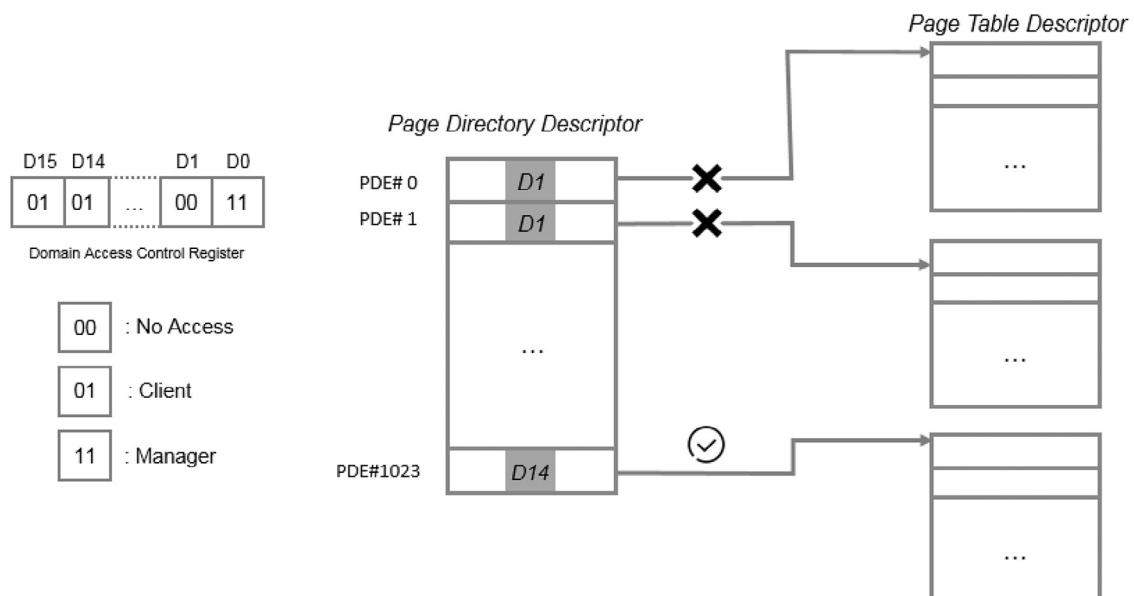 Page Table Descriptor
Page Directory Descriptor
D15 D14 D1 D0
01 01 ... 00 11
Domain Access Control Register
00 : No Access
01 : Client
11 : Manager
PDE# 0 D1
PDE# 1 D1
...
PDE#1023 D14
...
...
...